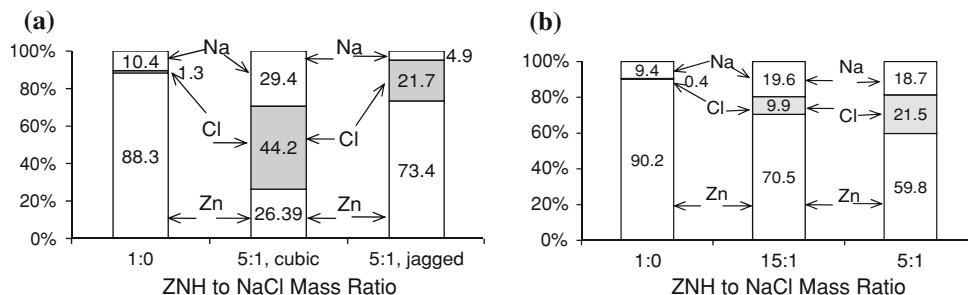 (a)
100%
80%
60%
40%
20%
0%
10.4
1.3
88.3
Na
Cl
Zn
29.4
44.2
26.39
Na
Cl
Zn
4.9
21.7
73.4
1:0
5:1, cubic
5:1, jagged
ZNH to NaCl Mass Ratio
(b)
100%
80%
60%
40%
20%
0%
9.4
0.4
90.2
Na
Cl
Zn
19.6
9.9
70.5
Na
Cl
Zn
18.7
21.5
59.8
1:0
15:1
5:1
ZNH to NaCl Mass Ratio